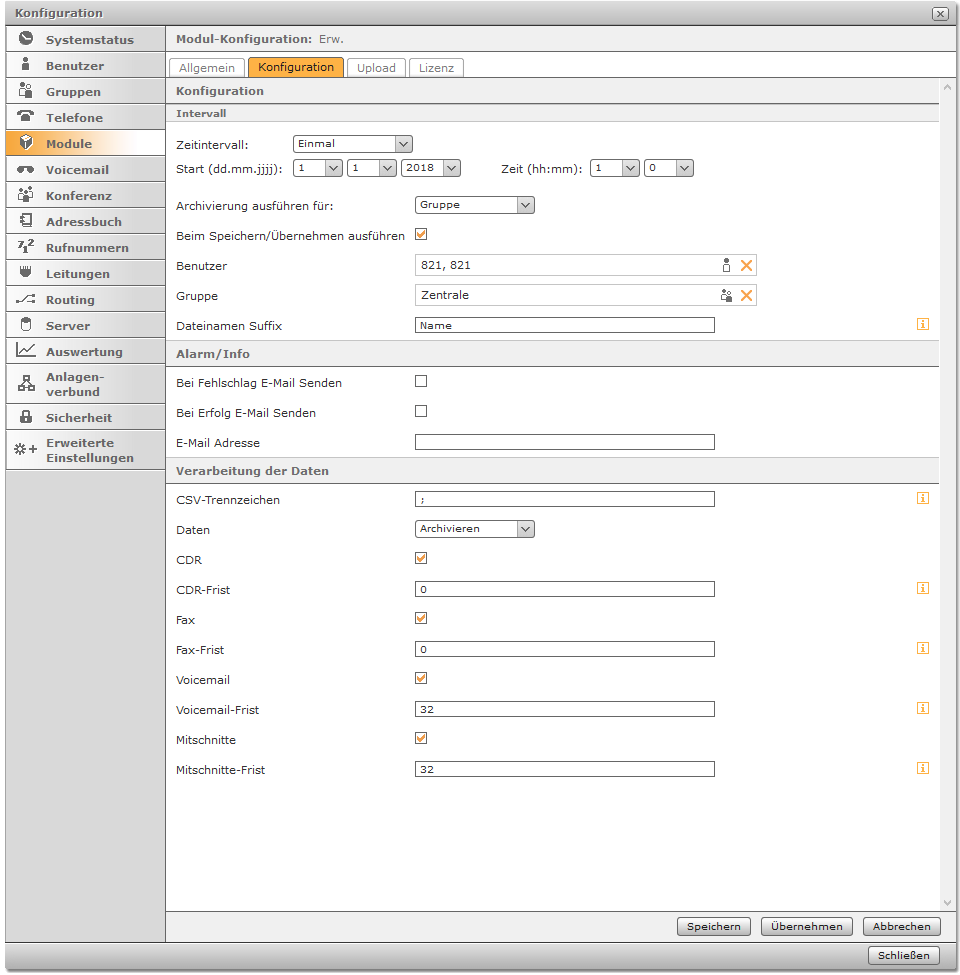 Konfiguration
Systemstatus
Benutzer
Gruppen
Telefone
Module
Voicemail
Konferenz
Adressbuch
Rufnummern
Leitungen
Routing
Server
Auswertung
Anlagen-
verbund
Sicherheit
Erweiterte
Einstellungen
Modul-Konfiguration: Erw.
Allgemein Konfiguration Upload Lizenz
Konfiguration
Intervall
Zeitintervall: Einmal
Start (dd.mm.jjjj): 1 1 2018 Zeit (hh:mm): 1 0
Archivierung ausführen für: Gruppe
Beim Speichern/Übernehmen ausführen
Benutzer 821, 821
Gruppe Zentrale
Dateinamen Suffix Name
Alarm/Info
Bei Fehlschlag E-Mail Senden
Bei Erfolg E-Mail Senden
E-Mail Adresse
Verarbeitung der Daten
CSV-Trennzeichen ;
Daten Archivieren
CDR
CDR-Frist 0
Fax
Fax-Frist 0
Voicemail
Voicemail-Frist 32
Mitschnitte
Mitschnitte-Frist 32
Speichern Übernehmen Abbrechen
Schließen